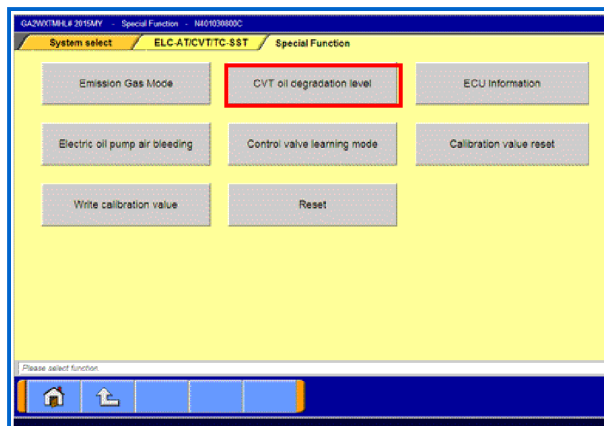 GA2WXTMHL# 2015MY - Special Function - N401030800C
System select ELC-AT/CVT/TC-SST Special Function
Emission Gas Mode CVT oil degradation level ECU Information
Electric oil pump air bleeding Control valve learning mode Calibration value reset
Write calibration value Reset
Please select function.